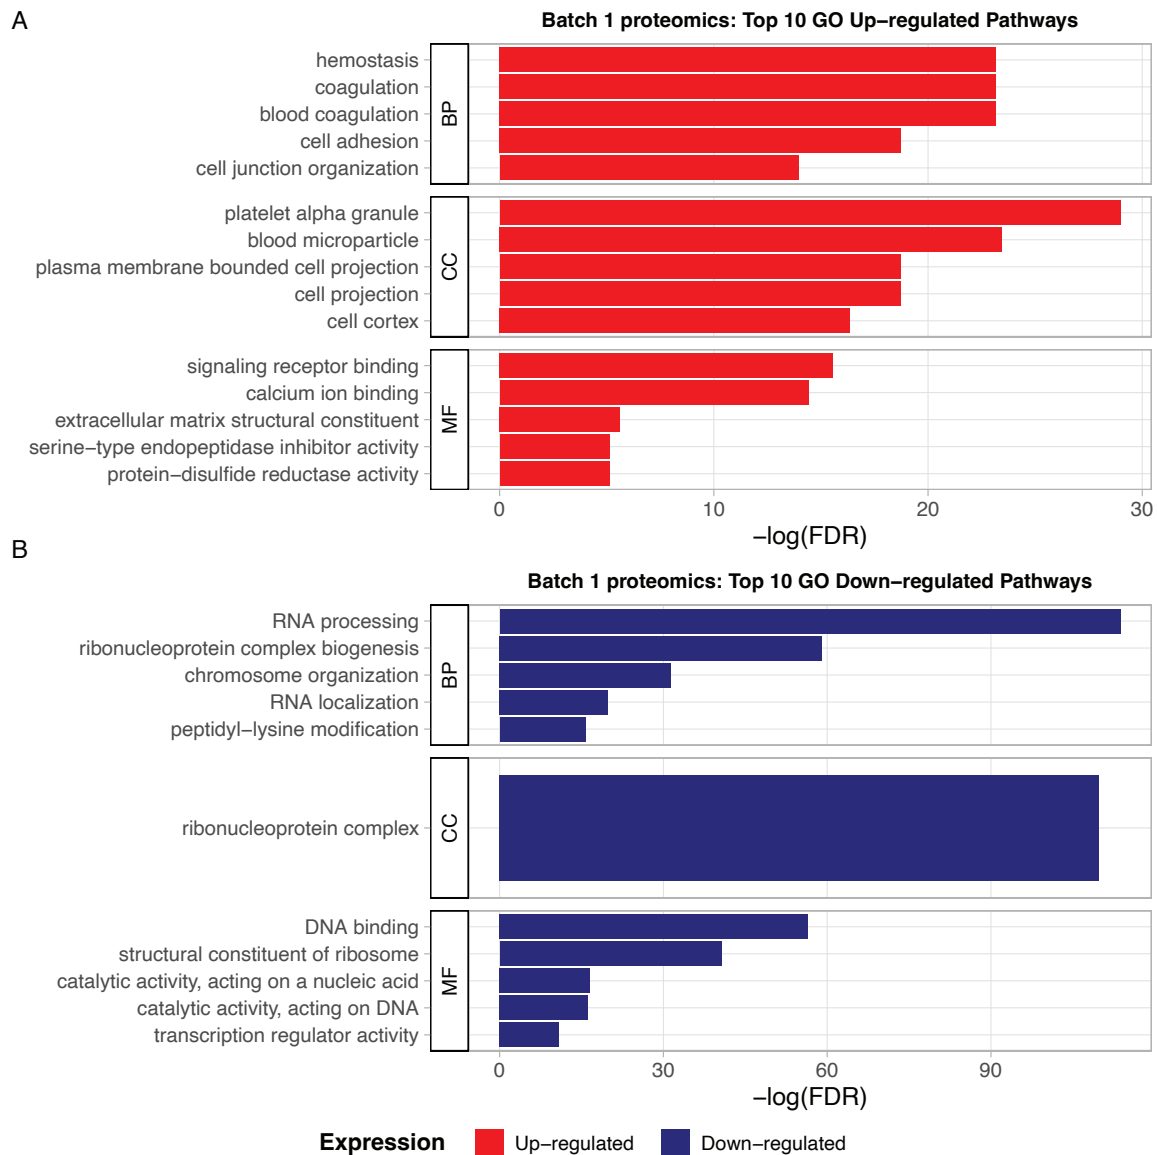 A
Batch 1 proteomics: Top 10 GO Up−regulated Pathways
hemostasis
coagulation
blood coagulation
cell adhesion
cell junction organization
BP
platelet alpha granule
blood microparticle
plasma membrane bounded cell projection
cell projection
cell cortex
CC
signaling receptor binding
calcium ion binding
extracellular matrix structural constituent
serine−type endopeptidase inhibitor activity
protein−disulfide reductase activity
MF
0 10 20 30
−log(FDR)
B
Batch 1 proteomics: Top 10 GO Down−regulated Pathways
RNA processing
ribonucleoprotein complex biogenesis
chromosome organization
RNA localization
peptidyl−lysine modification
BP
ribonucleoprotein complex
CC
DNA binding
structural constituent of ribosome
catalytic activity, acting on a nucleic acid
catalytic activity, acting on DNA
transcription regulator activity
MF
0 30 60 90
−log(FDR)
Expression Up−regulated Down−regulated